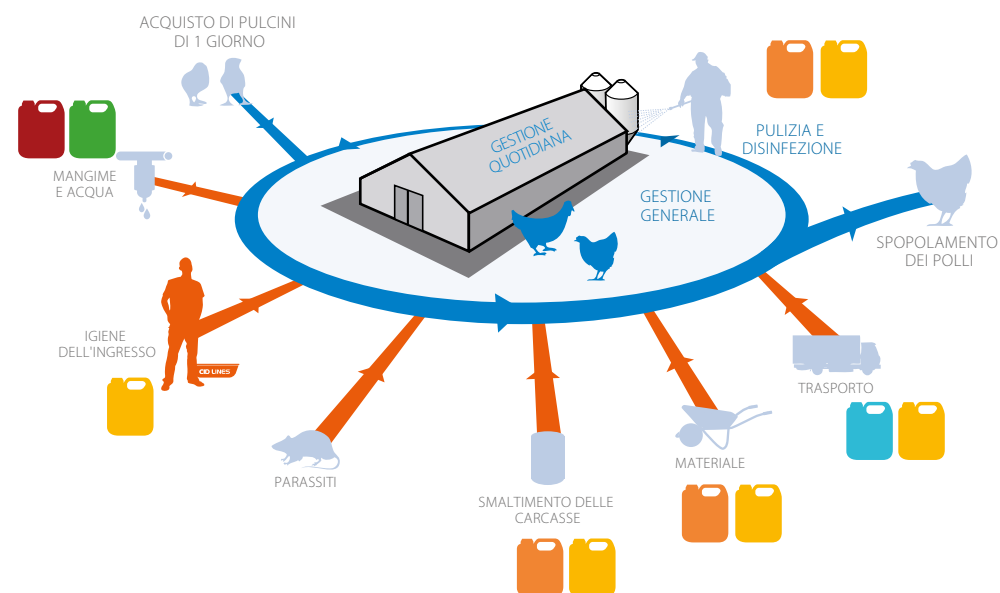 ACQUISTO DI PULCINI
DI 1 GIORNO
PULIZIA E
DISINFEZIONE
GESTIONE
QUOTIDIANA
MANGIME
E ACQUA
GESTIONE
GENERALE
SPOPOLAMENTO
DEI POLLI
IGIENE
DELL'INGRESSO
CID LINES
TRASPORTO
PARASSITI
MATERIALE
SMALTIMENTO DELLE
CARCASSE